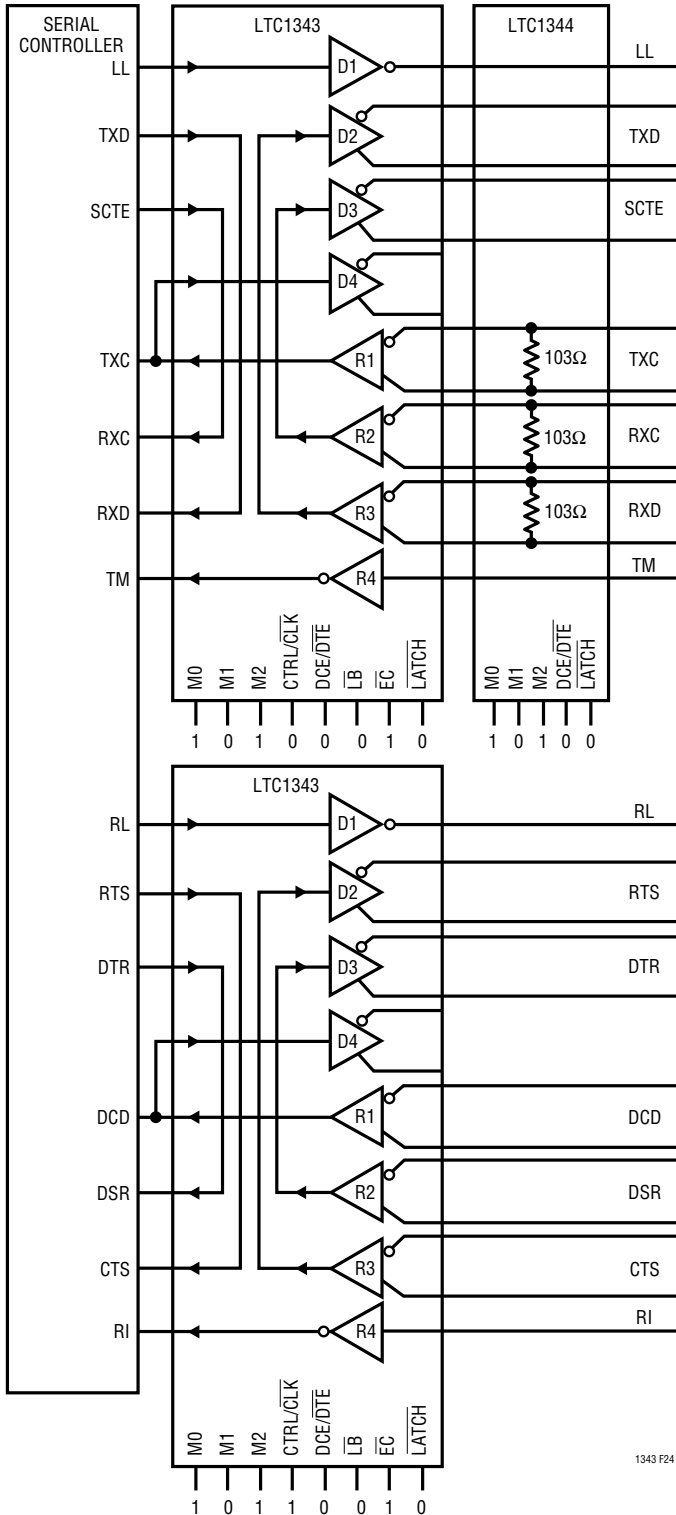 SERIAL
CONTROLLER
LTC1343
LTC1344
LL
D1
LL
TXD
D2
TXD
SCTE
D3
SCTE
D4
TXC
R1
103Ω
TXC
RXC
R2
103Ω
RXC
RXD
R3
103Ω
RXD
TM
R4
TM
M0 M1 M2 CTRL/CLK DCE/DTE LB EC LATCH
M0 M1 M2 DCE/DTE LATCH
1 0 1 0 0 0 1 0
1 0 1 0 0
LTC1343
RL
D1
RL
RTS
D2
RTS
DTR
D3
DTR
D4
DCD
R1
DCD
DSR
R2
DSR
CTS
R3
CTS
RI
R4
RI
M0 M1 M2 CTRL/CLK DCE/DTE LB EC LATCH
1 0 1 1 0 0 1 0
1343 F24